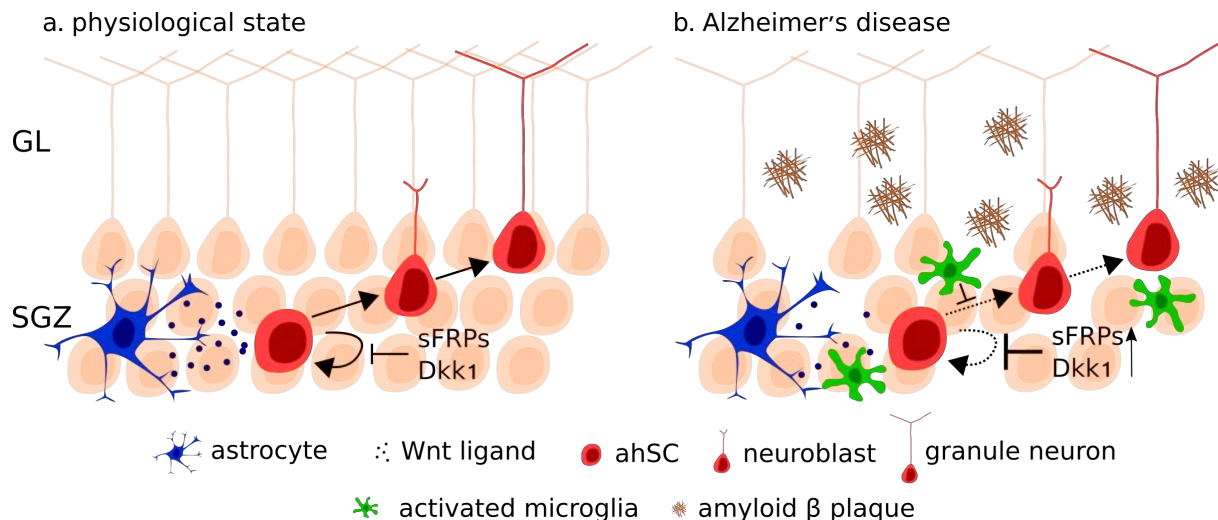 a. physiological state
b. Alzheimer's disease
GL
SGZ
sFRPs
Dkk1
sFRPs
Dkk1
astrocyte
Wnt ligand
ahSC
neuroblast
granule neuron
activated microglia
amyloid β plaque